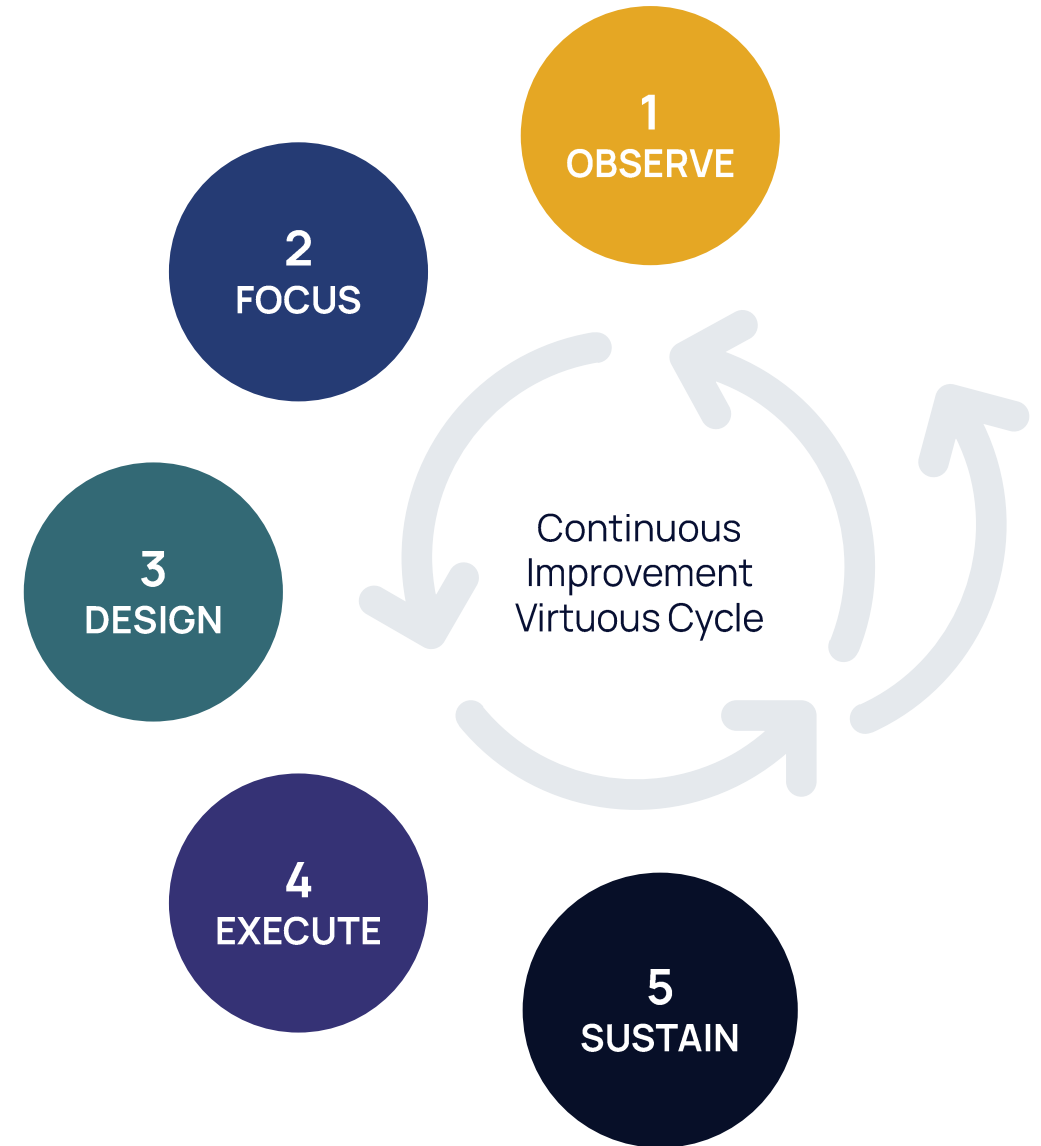 1
OBSERVE
2
FOCUS
3
DESIGN
4
EXECUTE
5
SUSTAIN
Continuous
Improvement
Virtuous Cycle